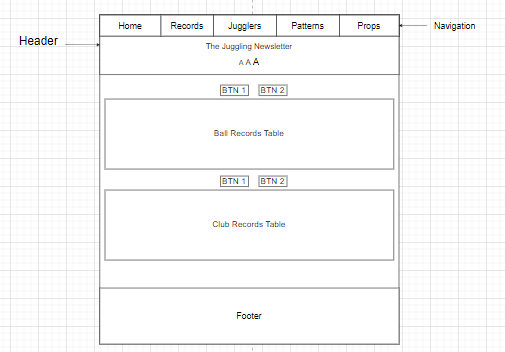 Home Records Jugglers Patterns Props Navigation
Header
The Juggling Newsletter
A A A
BTN 1 BTN 2
Ball Records Table
BTN 1 BTN 2
Club Records Table
Footer